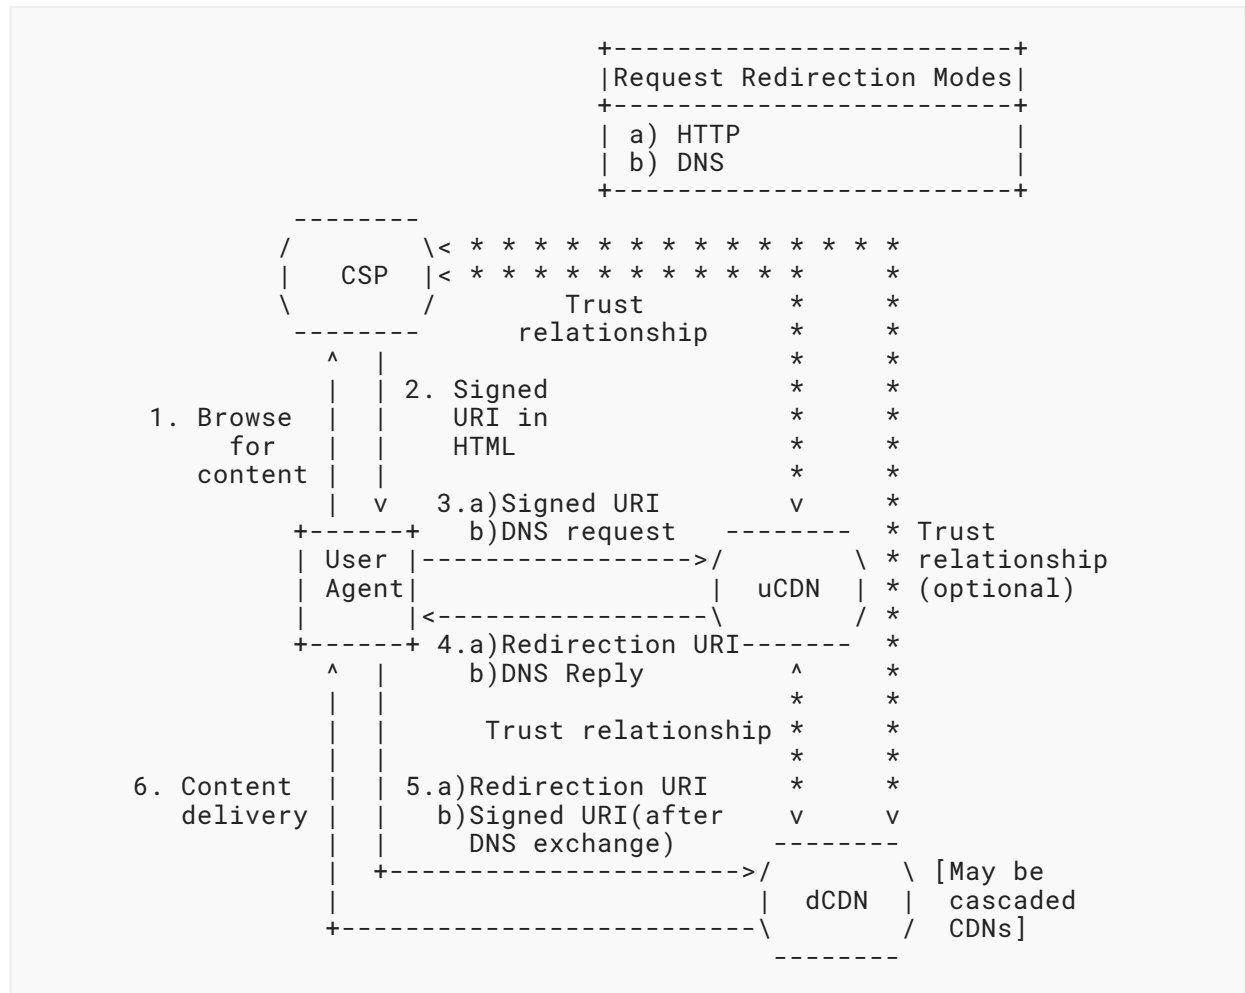 +-------------------------+
|Request Redirection Modes|
+-------------------------+
| a) HTTP                 |
| b) DNS                  |
+-------------------------+
--------
/        \< * * * * * * * * * * * * * *
|   CSP  |< * * * * * * * * * * *     *
\        /        Trust         *     *
--------      relationship     *     *
^  |                          *     *
|  | 2. Signed                *     *
1. Browse  |  |    URI in                *     *
for   |  |    HTML                  *     *
content |  |                          *     *
|  v   3.a)Signed URI         v     *
+------+   b)DNS request   --------  * Trust
| User |----------------->/        \ * relationship
| Agent|                  |  uCDN  | * (optional)
|      |<-----------------\        / *
+------+ 4.a)Redirection URI-------  *
^  |     b)DNS Reply         ^     *
|  |                         *     *
|  |      Trust relationship *     *
|  |                         *     *
6. Content  |  | 5.a)Redirection URI     *     *
delivery |  |   b)Signed URI(after    v     v
|  |     DNS exchange)      --------
|  +---------------------->/        \ [May be
|                          |  dCDN  |  cascaded
+--------------------------\        /  CDNs]
--------